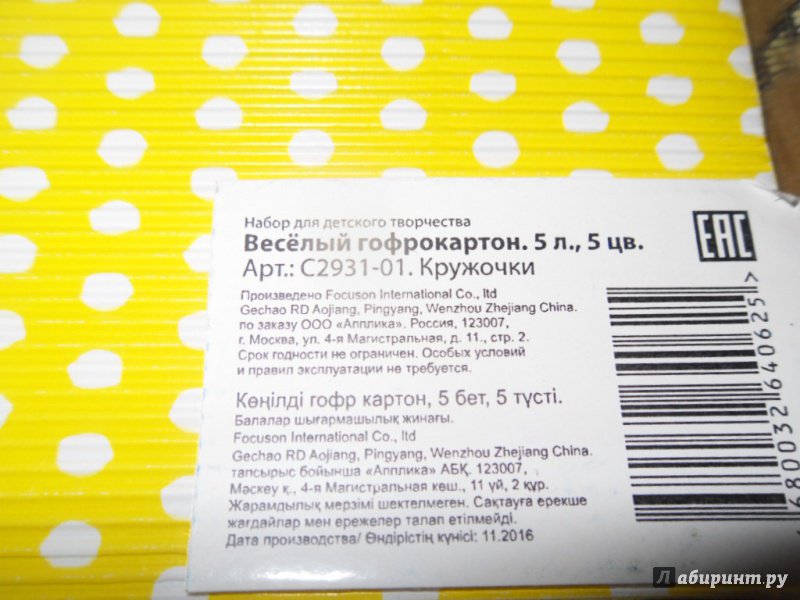 Набор для детского творчества
Весёлый гофрокартон. 5 л., 5 цв.
Арт.: С2931-01. Кружочки
Произведено Focuson International Co., ltd
Gechao RD Aojiang, Pingyang, Wenzhou Zhejiang China.
по заказу ООО «Апплика». Россия, 123007,
г. Москва, ул. 4-я Магистральная, д. 11., стр. 2.
Срок годности не ограничен. Особых условий
и правил эксплуатации не требуется.
Көңілді гофр картон, 5 бет, 5 түсті.
Балалар шығармашылық жинағы.
Focuson International Co., ltd
Gechao RD Aojiang, Pingyang, Wenzhou Zhejiang China.
тапсырыс бойынша «Апплика» АБҚ. 123007,
Мәскеу қ., 4-я Магистральная көш., 11 үй, 2 құр.
Жарамдылық мерзімі шектелмеген. Сақтауға ерекше
жағдайлар мен ережелер талап етілмейді.
Дата производства/ Өндірістің күнісі: 11.2016
EAC
680032 640625 >
Лабиринт.ру